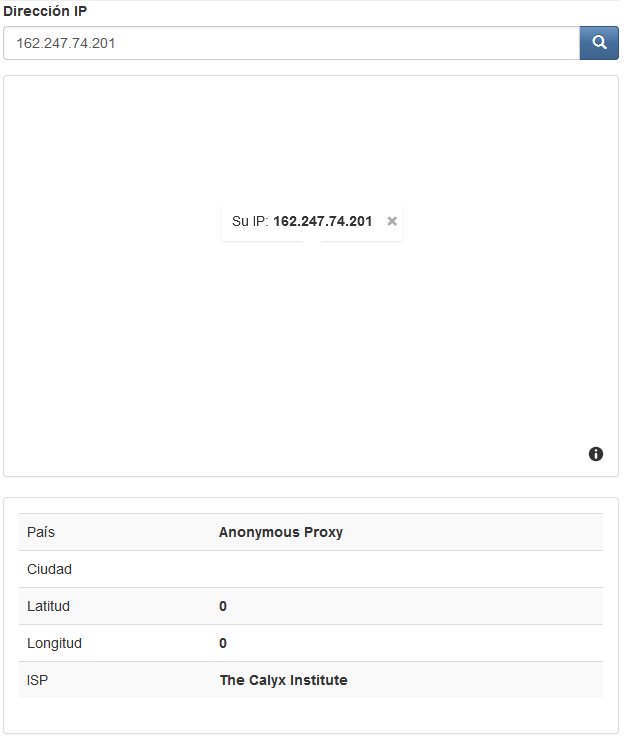 Dirección IP
162.247.74.201
Su IP: 162.247.74.201 ×
País Anonymous Proxy
Ciudad
Latitud 0
Longitud 0
ISP The Calyx Institute